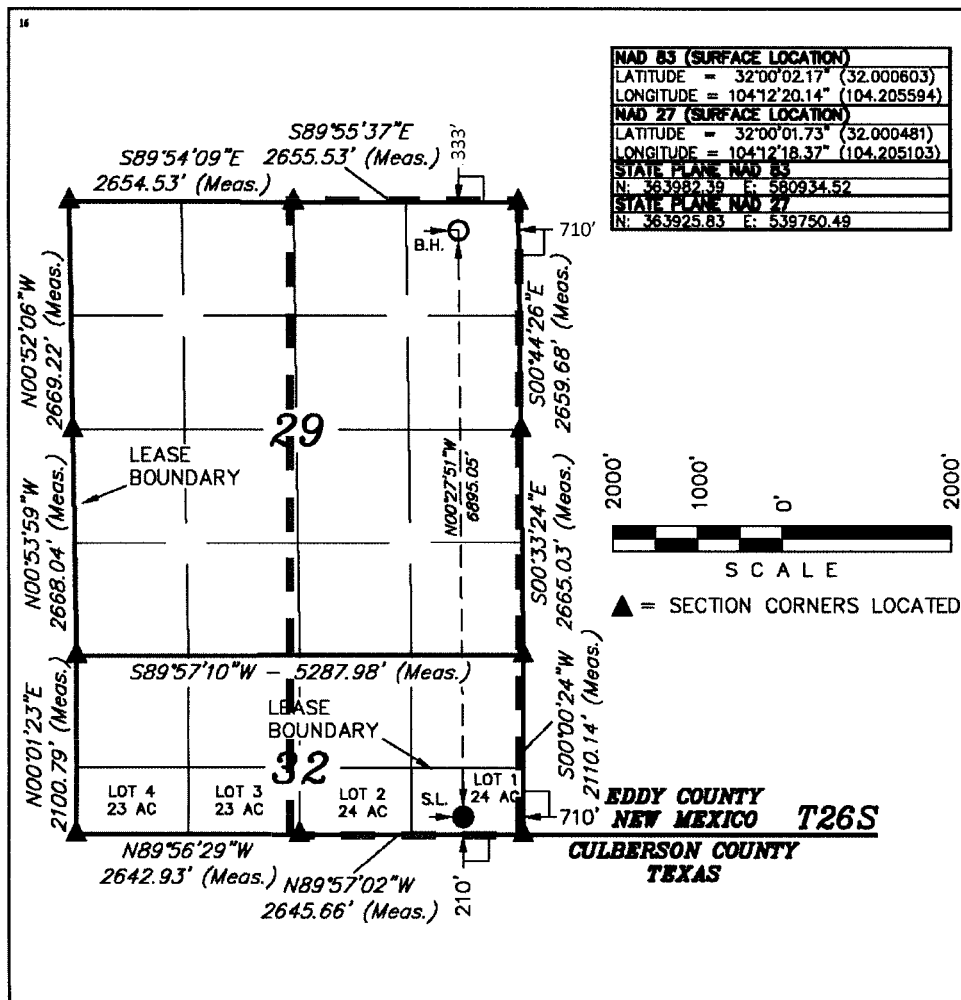 16
NAD 83 (SURFACE LOCATION)
LATITUDE = 32°00'02.17" (32.000603)
LONGITUDE = 104°12'20.14" (104.205594)
NAD 27 (SURFACE LOCATION)
LATITUDE = 32°00'01.73" (32.000481)
LONGITUDE = 104°12'18.37" (104.205103)
STATE PLANE NAD 83
N: 363982.39 E: 580934.52
STATE PLANE NAD 27
N: 363925.83 E: 539750.49
S89°54'09"E
2654.53' (Meas.)
S89°55'37"E
2655.53' (Meas.)
333'
B.H.
710'
N00°52'06"W
2669.22' (Meas.)
S00°44'26"E
2659.68' (Meas.)
29
LEASE
BOUNDARY
N00°27'51"W
6895.05'
N00°53'59"W
2668.04' (Meas.)
S00°33'24"E
2665.03' (Meas.)
2000'
1000'
0'
2000'
SCALE
▲ = SECTION CORNERS LOCATED
S89°57'10"W - 5287.98' (Meas.)
LEASE
BOUNDARY
N00°01'23"E
2100.79' (Meas.)
S00°00'24"W
2110.14' (Meas.)
32
LOT 4
23 AC
LOT 3
23 AC
LOT 2
24 AC
LOT 1
24 AC
S.L.
710'
EDDY COUNTY
NEW MEXICO
T26S
CULBERSON COUNTY
TEXAS
N89°56'29"W
2642.93' (Meas.)
N89°57'02"W
2645.66' (Meas.)
210'